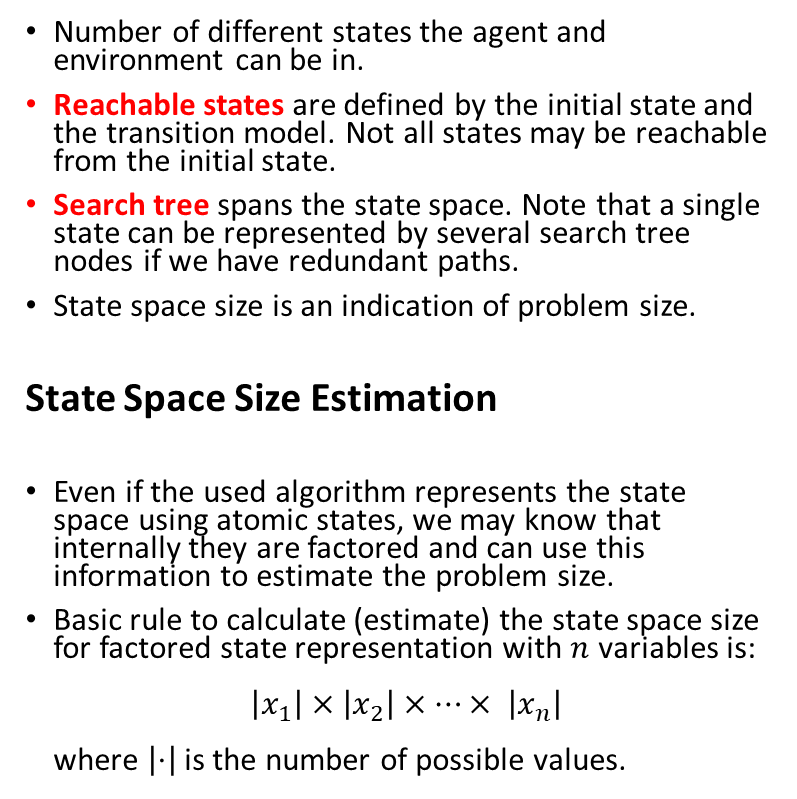 • Number of different states the agent and
environment can be in.
• Reachable states are defined by the initial state and
the transition model. Not all states may be reachable
from the initial state.
• Search tree spans the state space. Note that a single
state can be represented by several search tree
nodes if we have redundant paths.
• State space size is an indication of problem size.
State Space Size Estimation
• Even if the used algorithm represents the state
space using atomic states, we may know that
internally they are factored and can use this
information to estimate the problem size.
• Basic rule to calculate (estimate) the state space size
for factored state representation with n variables is:
|x₁| × |x₂| × ⋯ × |xₙ|
where |·| is the number of possible values.